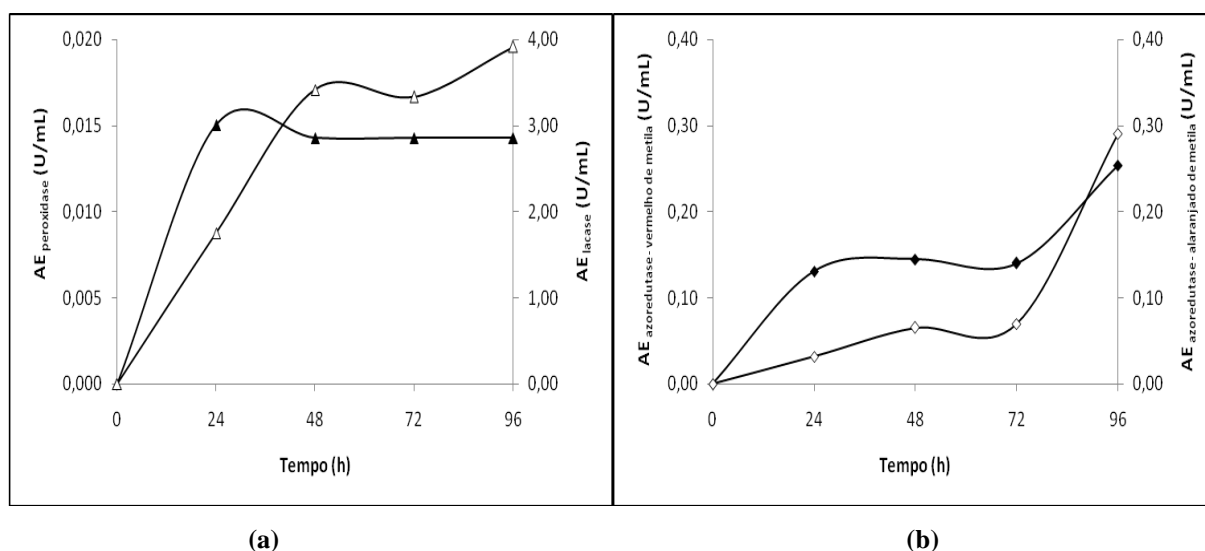 0,020
0,015
0,010
0,005
0,000
AE peroxidase (U/mL)
4,00
3,00
2,00
1,00
0,00
AE lacase (U/mL)
0 24 48 72 96
Tempo (h)
(a)
0,40
0,30
0,20
0,10
0,00
AE azoredutase - vermelho de metila (U/mL)
0,40
0,30
0,20
0,10
0,00
AE azoredutase - alaranjado de metila (U/mL)
0 24 48 72 96
Tempo (h)
(b)